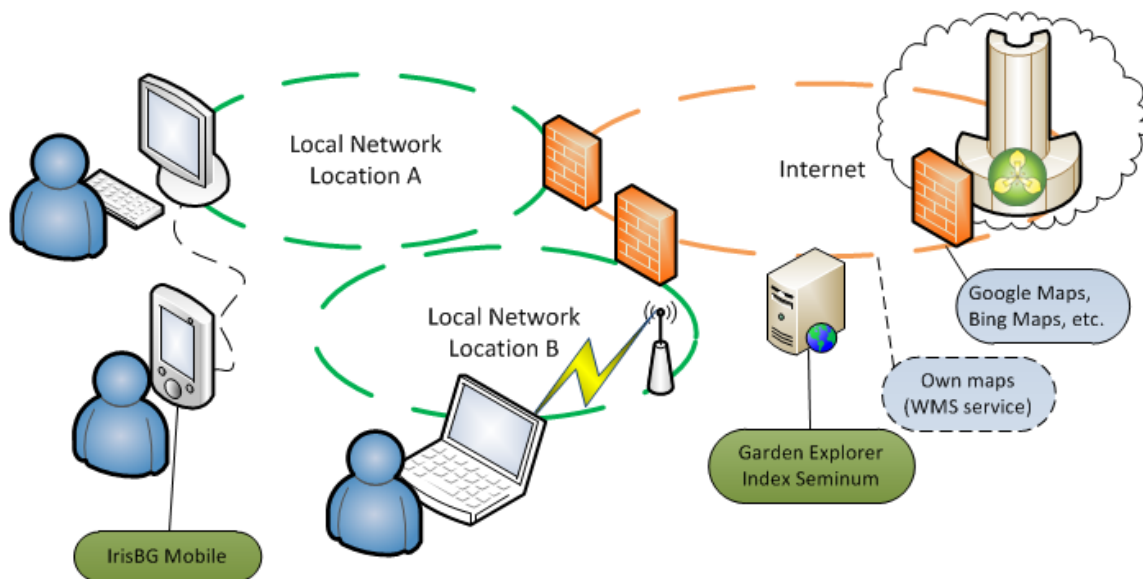 Local Network
Location A
Internet
Local Network
Location B
Google Maps,
Bing Maps, etc.
Own maps
(WMS service)
Garden Explorer
Index Seminum
IrisBG Mobile